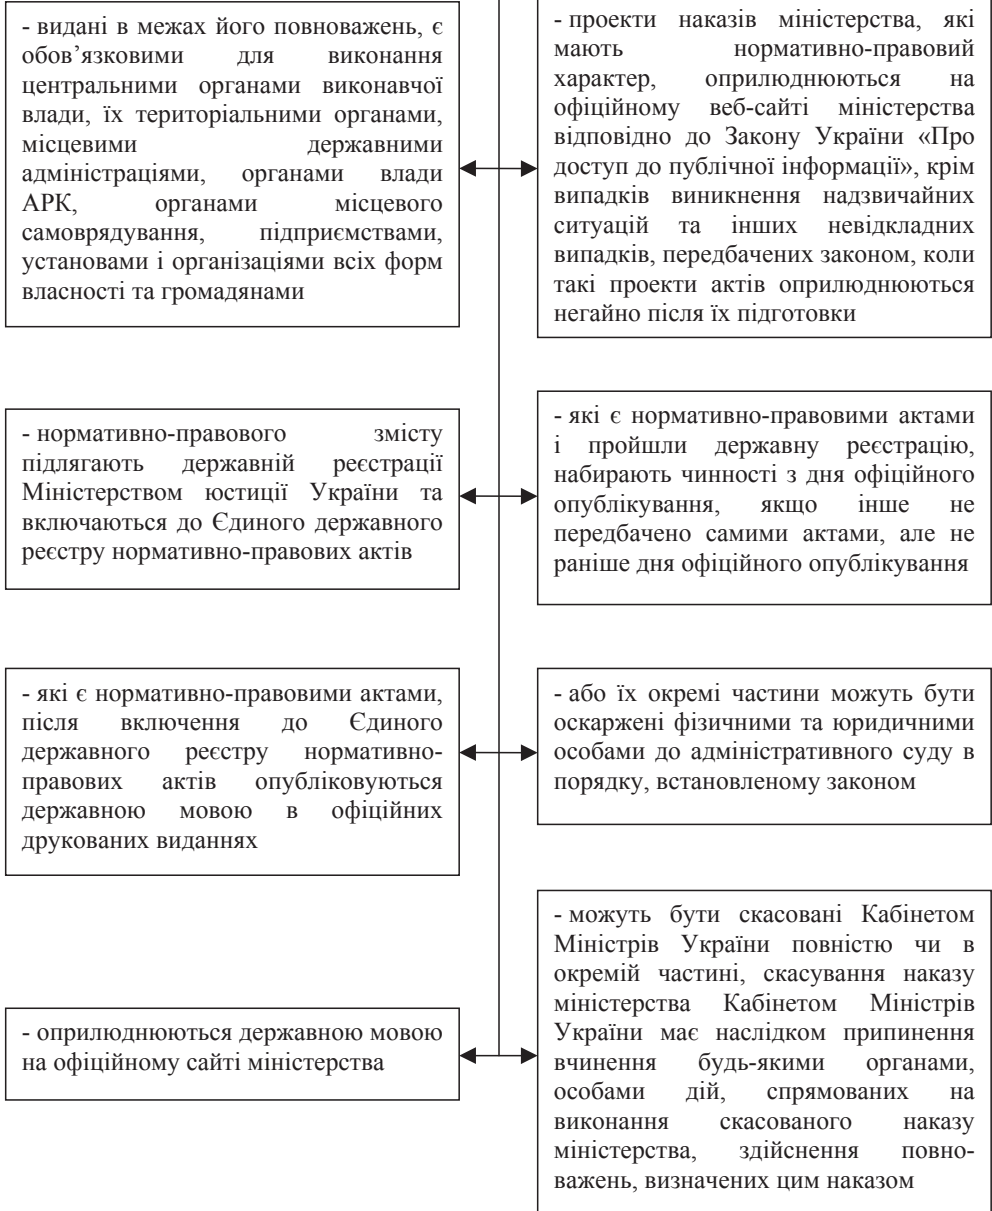 - видані в межах його повноважень, є
обов’язковими для виконання
центральними органами виконавчої
влади, їх територіальними органами,
місцевими державними
адміністраціями, органами влади
АРК, органами місцевого
самоврядування, підприємствами,
установами і організаціями всіх форм
власності та громадянами
- проекти наказів міністерства, які
мають нормативно-правовий
характер, оприлюднюються на
офіційному веб-сайті міністерства
відповідно до Закону України «Про
доступ до публічної інформації», крім
випадків виникнення надзвичайних
ситуацій та інших невідкладних
випадків, передбачених законом, коли
такі проекти актів оприлюднюються
негайно після їх підготовки
- нормативно-правового змісту
підлягають державній реєстрації
Міністерством юстиції України та
включаються до Єдиного державного
реєстру нормативно-правових актів
- які є нормативно-правовими актами
і пройшли державну реєстрацію,
набирають чинності з дня офіційного
опублікування, якщо інше не
передбачено самими актами, але не
раніше дня офіційного опублікування
- які є нормативно-правовими актами,
після включення до Єдиного
державного реєстру нормативно-
правових актів опубліковуються
державною мовою в офіційних
друкованих виданнях
- або їх окремі частини можуть бути
оскаржені фізичними та юридичними
особами до адміністративного суду в
порядку, встановленому законом
- оприлюднюються державною мовою
на офіційному сайті міністерства
- можуть бути скасовані Кабінетом
Міністрів України повністю чи в
окремій частині, скасування наказу
міністерства Кабінетом Міністрів
України має наслідком припинення
вчинення будь-якими органами,
особами дій, спрямованих на
виконання скасованого наказу
міністерства, здійснення повно-
важень, визначених цим наказом